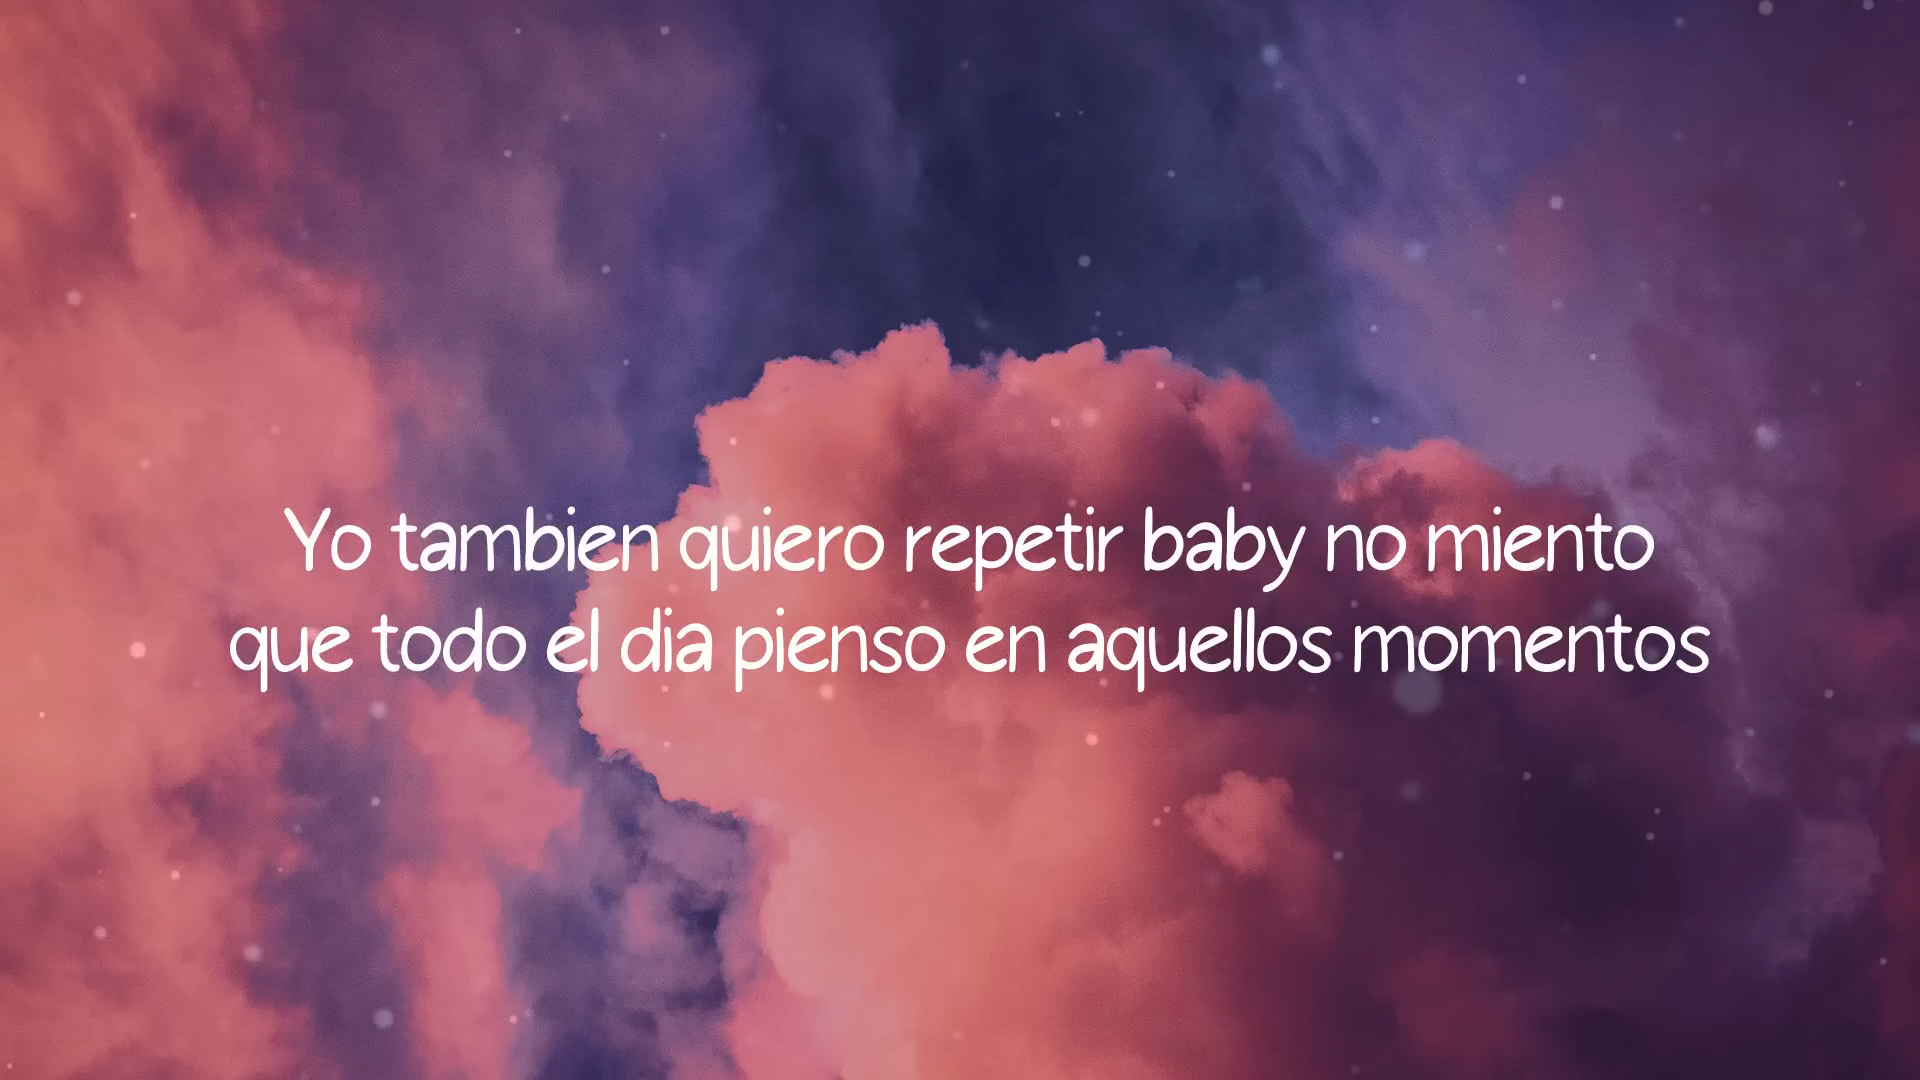 Yo tambien quiero repetir baby no miento
que todo el dia pienso en aquellos momentos